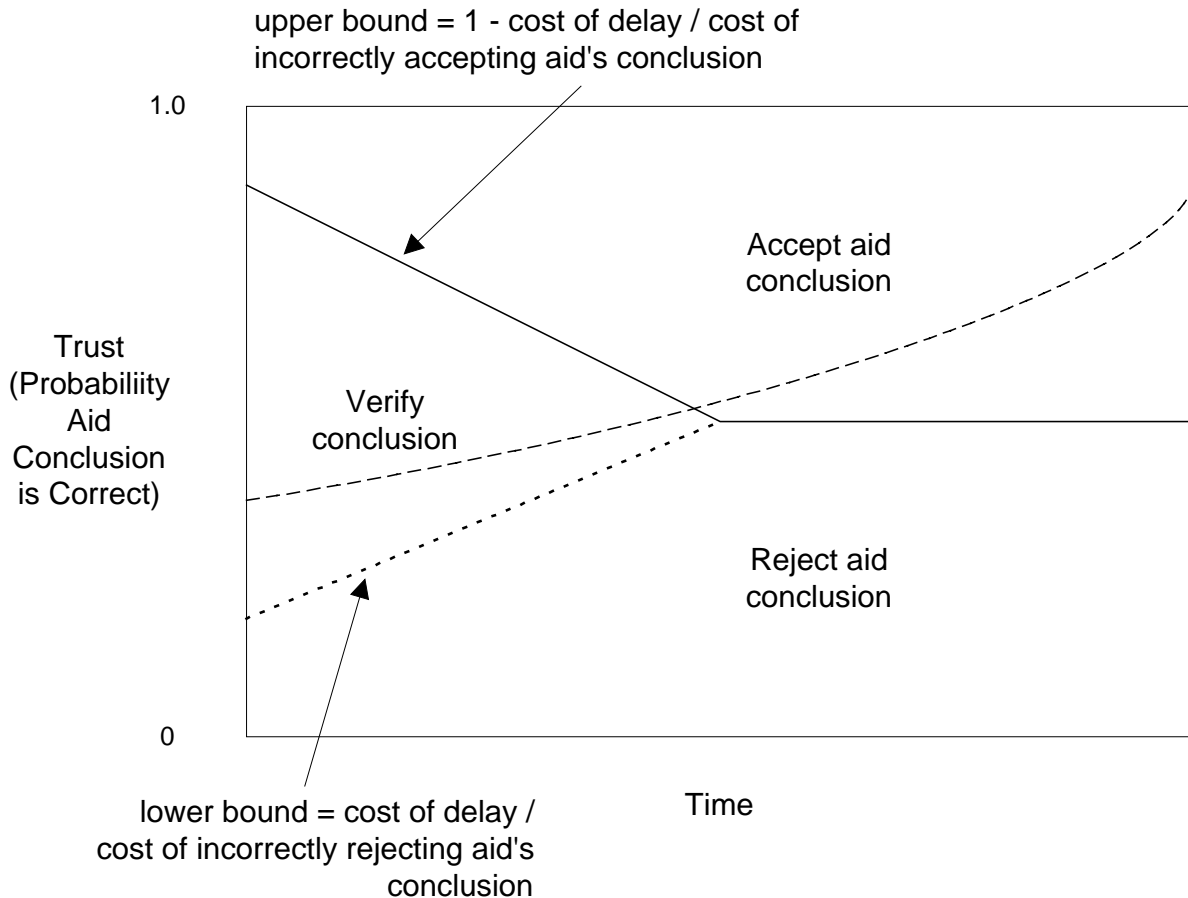 upper bound = 1 - cost of delay / cost of
incorrectly accepting aid's conclusion
1.0
Accept aid
conclusion
Trust
(Probabiliity
Aid
Conclusion
is Correct)
Verify
conclusion
Reject aid
conclusion
0
Time
lower bound = cost of delay /
cost of incorrectly rejecting aid's
conclusion